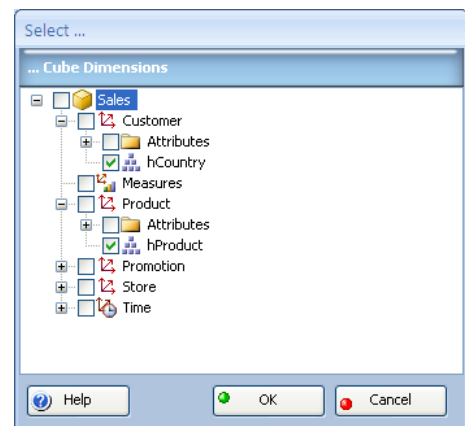 Select ...
... Cube Dimensions
Sales
Customer
Attributes
hCountry
Measures
Product
Attributes
hProduct
Promotion
Store
Time
Help
OK
Cancel